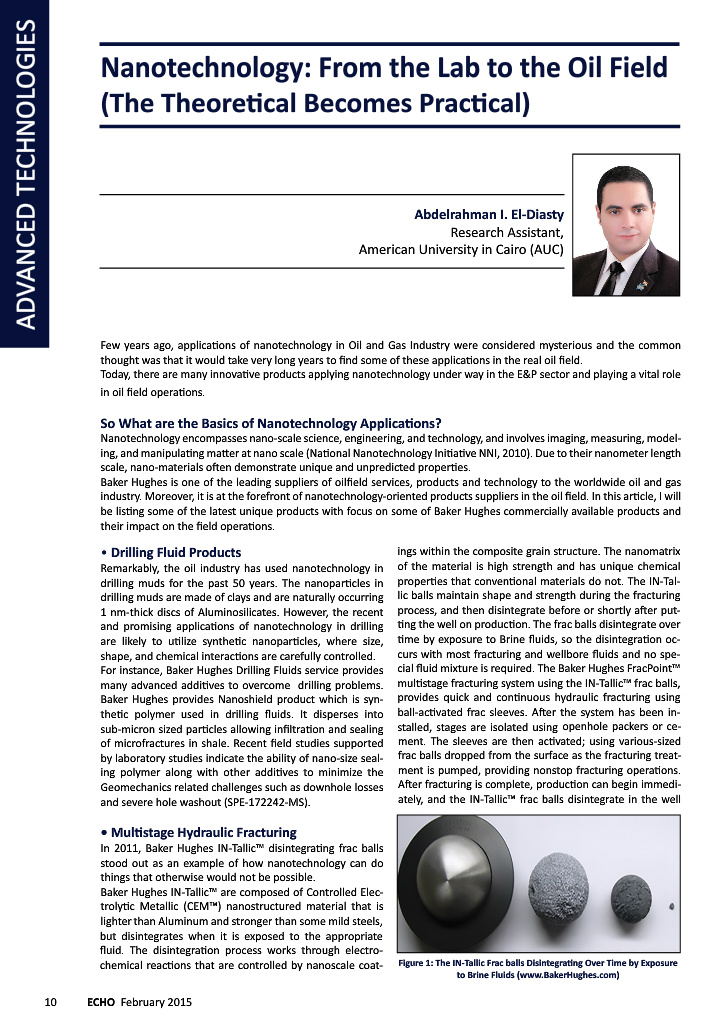 ADVANCED TECHNOLOGIES
Nanotechnology: From the Lab to the Oil Field
(The Theoretical Becomes Practical)
Abdelrahman I. El-Diasty
Research Assistant,
American University in Cairo (AUC)
Few years ago, applications of nanotechnology in Oil and Gas Industry were considered mysterious and the common
thought was that it would take very long years to find some of these applications in the real oil field.
Today, there are many innovative products applying nanotechnology under way in the E&P sector and playing a vital role
in oil field operations.
So What are the Basics of Nanotechnology Applications?
Nanotechnology encompasses nano-scale science, engineering, and technology, and involves imaging, measuring, model-
ing, and manipulating matter at nano scale (National Nanotechnology Initiative NNI, 2010). Due to their nanometer length
scale, nano-materials often demonstrate unique and unpredicted properties.
Baker Hughes is one of the leading suppliers of oilfield services, products and technology to the worldwide oil and gas
industry. Moreover, it is at the forefront of nanotechnology-oriented products suppliers in the oil field. In this article, I will
be listing some of the latest unique products with focus on some of Baker Hughes commercially available products and
their impact on the field operations.
• Drilling Fluid Products
Remarkably, the oil industry has used nanotechnology in
drilling muds for the past 50 years. The nanoparticles in
drilling muds are made of clays and are naturally occurring
1 nm-thick discs of Aluminosilicates. However, the recent
and promising applications of nanotechnology in drilling
are likely to utilize synthetic nanoparticles, where size,
shape, and chemical interactions are carefully controlled.
For instance, Baker Hughes Drilling Fluids service provides
many advanced additives to overcome drilling problems.
Baker Hughes provides Nanoshield product which is syn-
thetic polymer used in drilling fluids. It disperses into
sub-micron sized particles allowing infiltration and sealing
of microfractures in shale. Recent field studies supported
by laboratory studies indicate the ability of nano-size seal-
ing polymer along with other additives to minimize the
Geomechanics related challenges such as downhole losses
and severe hole washout (SPE-172242-MS).
• Multistage Hydraulic Fracturing
In 2011, Baker Hughes IN-Tallic™ disintegrating frac balls
stood out as an example of how nanotechnology can do
things that otherwise would not be possible.
Baker Hughes IN-Tallic™ are composed of Controlled Elec-
trolytic Metallic (CEM™) nanostructured material that is
lighter than Aluminum and stronger than some mild steels,
but disintegrates when it is exposed to the appropriate
fluid. The disintegration process works through electro-
chemical reactions that are controlled by nanoscale coat-
ings within the composite grain structure. The nanomatrix
of the material is high strength and has unique chemical
properties that conventional materials do not. The IN-Tal-
lic balls maintain shape and strength during the fracturing
process, and then disintegrate before or shortly after put-
ting the well on production. The frac balls disintegrate over
time by exposure to Brine fluids, so the disintegration oc-
curs with most fracturing and wellbore fluids and no spe-
cial fluid mixture is required. The Baker Hughes FracPoint™
multistage fracturing system using the IN-Tallic™ frac balls,
provides quick and continuous hydraulic fracturing using
ball-activated frac sleeves. After the system has been in-
stalled, stages are isolated using openhole packers or ce-
ment. The sleeves are then activated; using various-sized
frac balls dropped from the surface as the fracturing treat-
ment is pumped, providing nonstop fracturing operations.
After fracturing is complete, production can begin immedi-
ately, and the IN-Tallic™ frac balls disintegrate in the well
Figure 1: The IN-Tallic Frac balls Disintegrating Over Time by Exposure
to Brine Fluids (www.BakerHughes.com)
10 ECHO February 2015